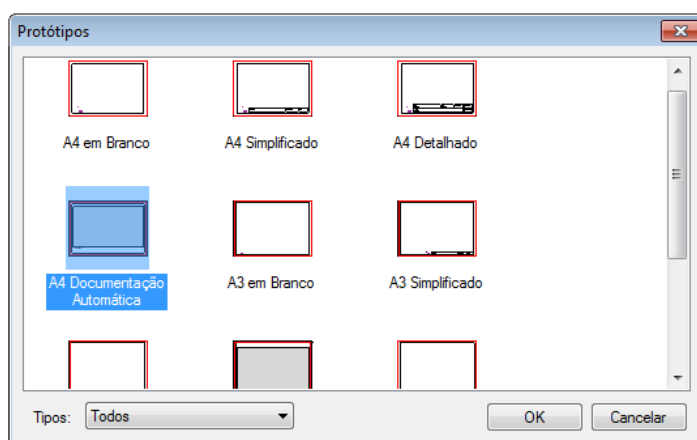 Protótipos
A4 em Branco
A4 Simplificado
A4 Detalhado
A4 Documentação
Automática
A3 em Branco
A3 Simplificado
Tipos:
Todos
OK
Cancelar